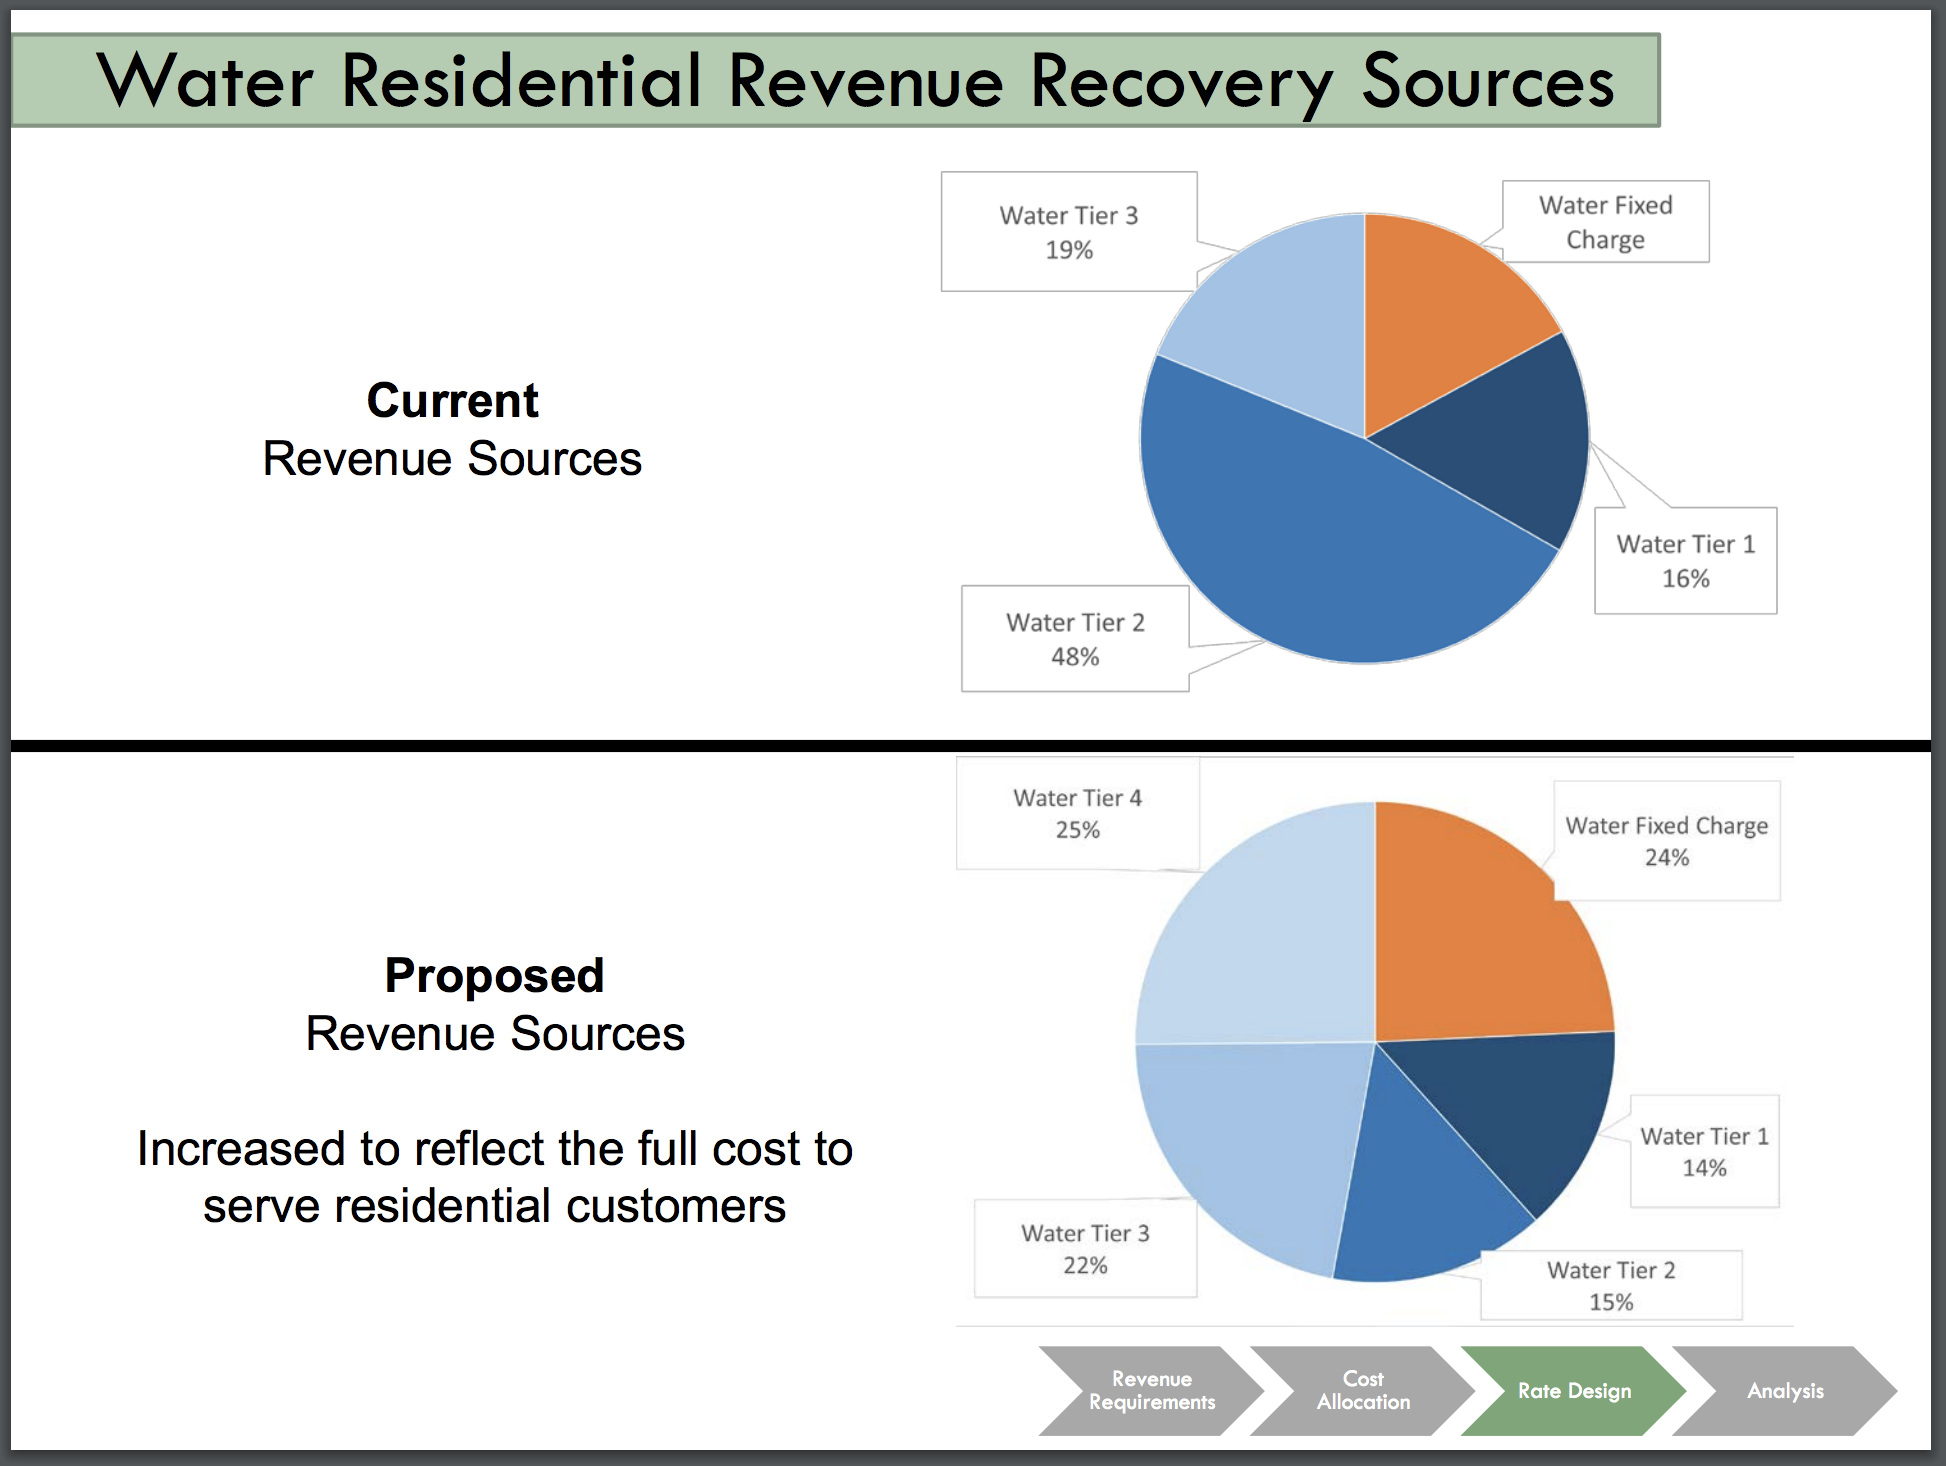 Water Residential Revenue Recovery Sources
Current
Revenue Sources
Water Tier 3
19%
Water Fixed
Charge
Water Tier 1
16%
Water Tier 2
48%
Proposed
Revenue Sources
Increased to reflect the full cost to
serve residential customers
Water Tier 4
25%
Water Fixed Charge
24%
Water Tier 1
14%
Water Tier 3
22%
Water Tier 2
15%
Revenue
Requirements
Cost
Allocation
Rate Design
Analysis